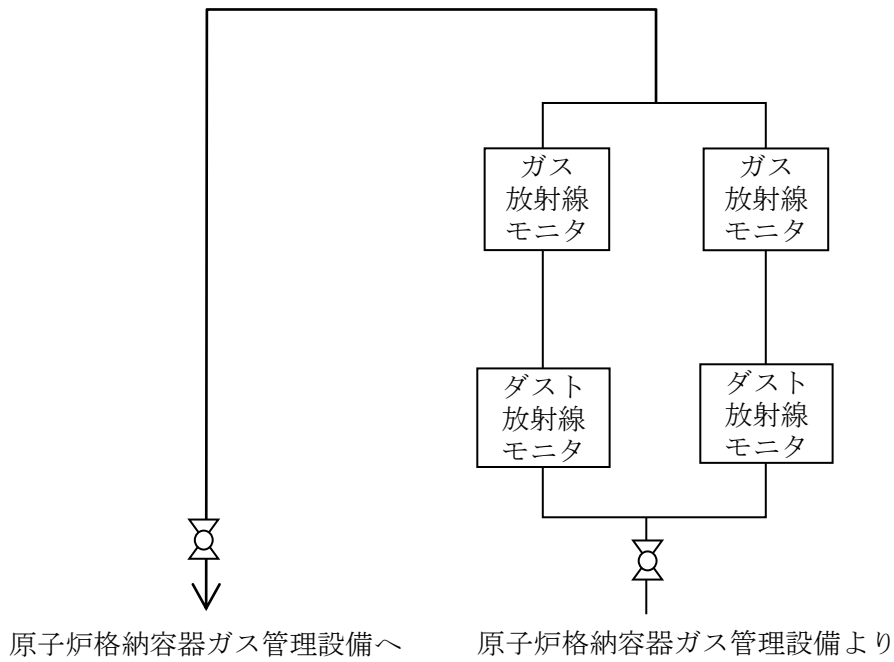 ガス
放射線
モニタ
ガス
放射線
モニタ
ダスト
放射線
モニタ
ダスト
放射線
モニタ
原子炉格納容器ガス管理設備へ
原子炉格納容器ガス管理設備より